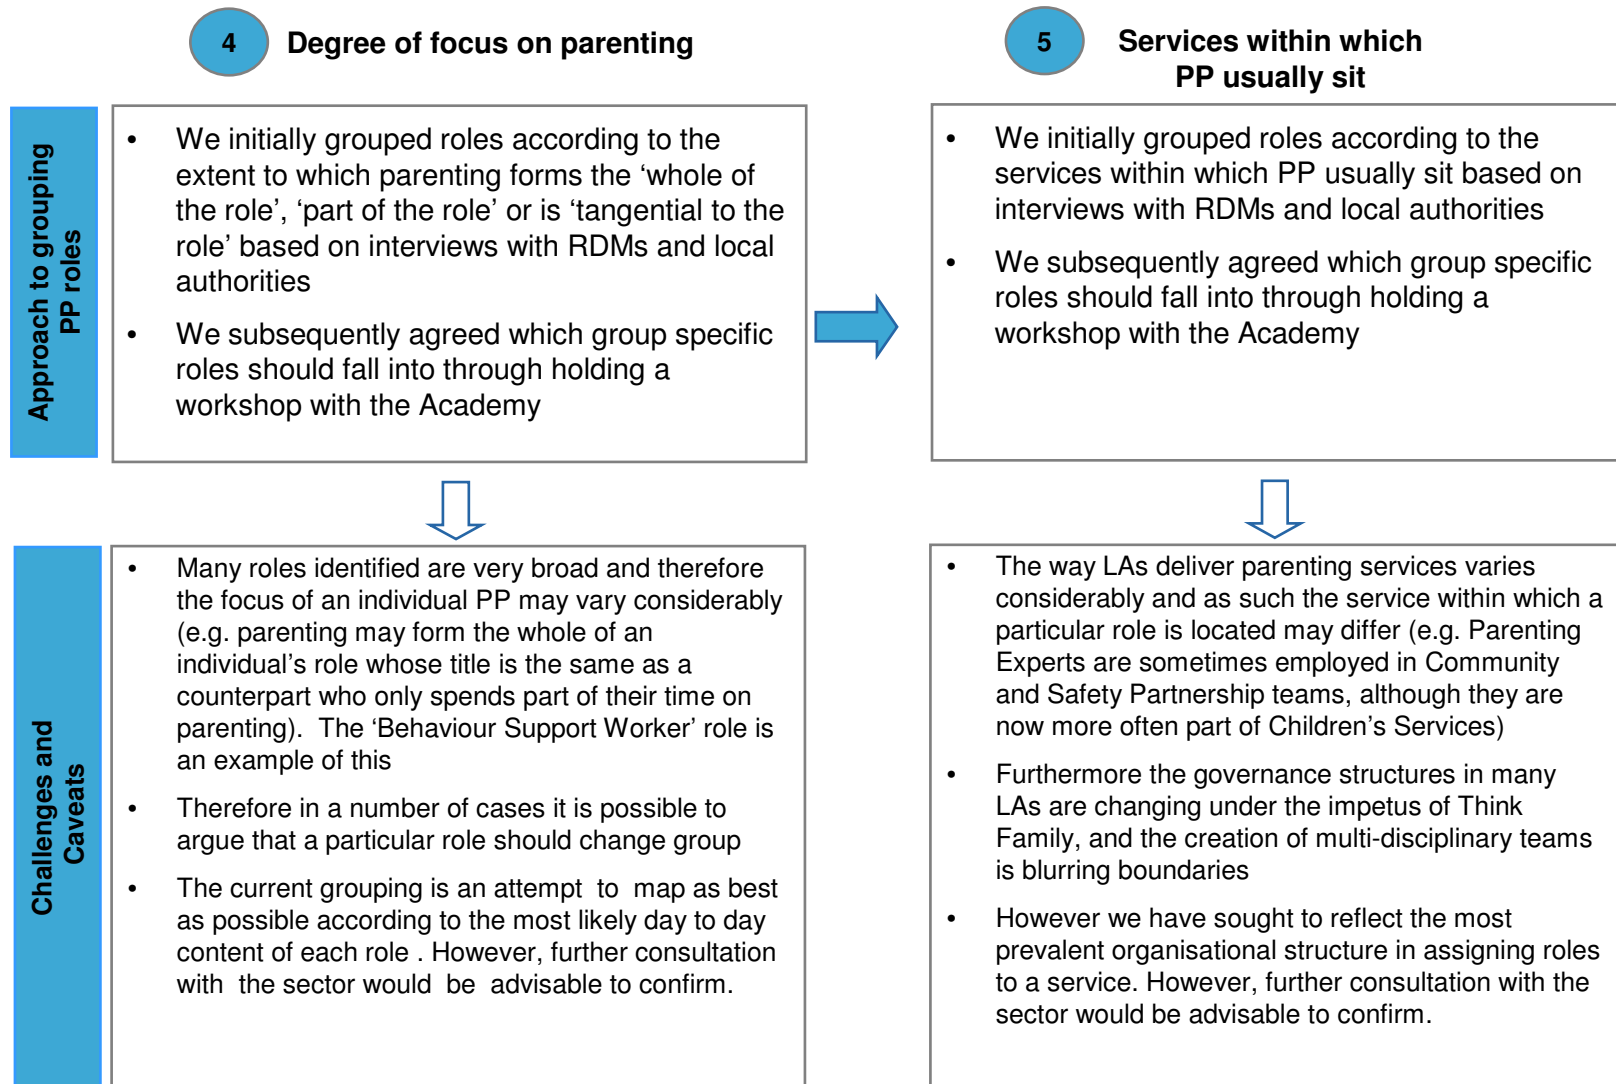 4
Degree of focus on parenting
5
Services within which
PP usually sit
Approach to grouping
PP roles
• We initially grouped roles according to the
extent to which parenting forms the ‘whole of
the role’, ‘part of the role’ or is ‘tangential to the
role’ based on interviews with RDMs and local
authorities
• We subsequently agreed which group specific
roles should fall into through holding a
workshop with the Academy
• We initially grouped roles according to the
services within which PP usually sit based on
interviews with RDMs and local authorities
• We subsequently agreed which group specific
roles should fall into through holding a
workshop with the Academy
Challenges and
Caveats
• Many roles identified are very broad and therefore
the focus of an individual PP may vary considerably
(e.g. parenting may form the whole of an
individual’s role whose title is the same as a
counterpart who only spends part of their time on
parenting). The ‘Behaviour Support Worker’ role is
an example of this
• Therefore in a number of cases it is possible to
argue that a particular role should change group
• The current grouping is an attempt to map as best
as possible according to the most likely day to day
content of each role . However, further consultation
with the sector would be advisable to confirm.
• The way LAs deliver parenting services varies
considerably and as such the service within which a
particular role is located may differ (e.g. Parenting
Experts are sometimes employed in Community
and Safety Partnership teams, although they are
now more often part of Children’s Services)
• Furthermore the governance structures in many
LAs are changing under the impetus of Think
Family, and the creation of multi-disciplinary teams
is blurring boundaries
• However we have sought to reflect the most
prevalent organisational structure in assigning roles
to a service. However, further consultation with the
sector would be advisable to confirm.